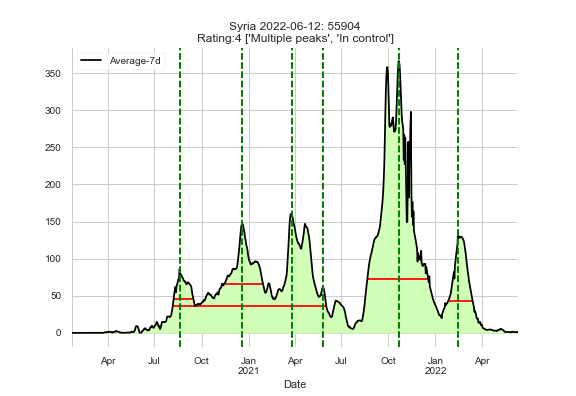 Syria 2022-06-12: 55904
Rating:4 ['Multiple peaks', 'In control']
Average-7d
350
300
250
200
150
100
50
0
Apr Jul Oct Jan Apr Jul Oct Jan Apr
2021 2022
Date